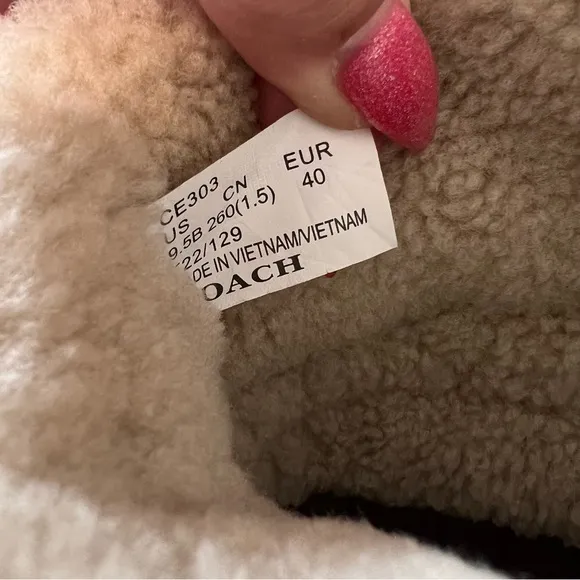 CE303
US CN EUR
9.5B 260(1.5) 40
22/129
DE IN VIETNAM/VIETNAM
OACH